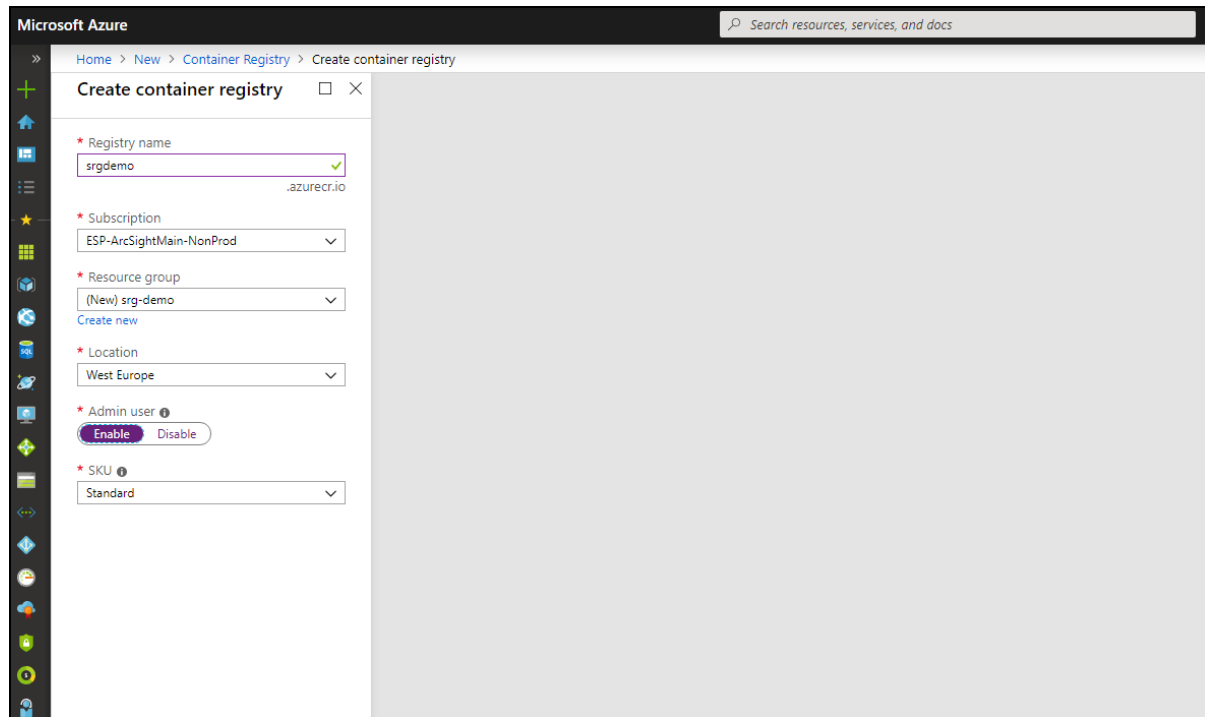 Microsoft Azure
Search resources, services, and docs
Home > New > Container Registry > Create container registry
Create container registry
* Registry name
srgdemo
.azurecr.io
* Subscription
ESP-ArcSightMain-NonProd
* Resource group
(New) srg-demo
Create new
* Location
West Europe
* Admin user
Enable Disable
* SKU
Standard
SQL